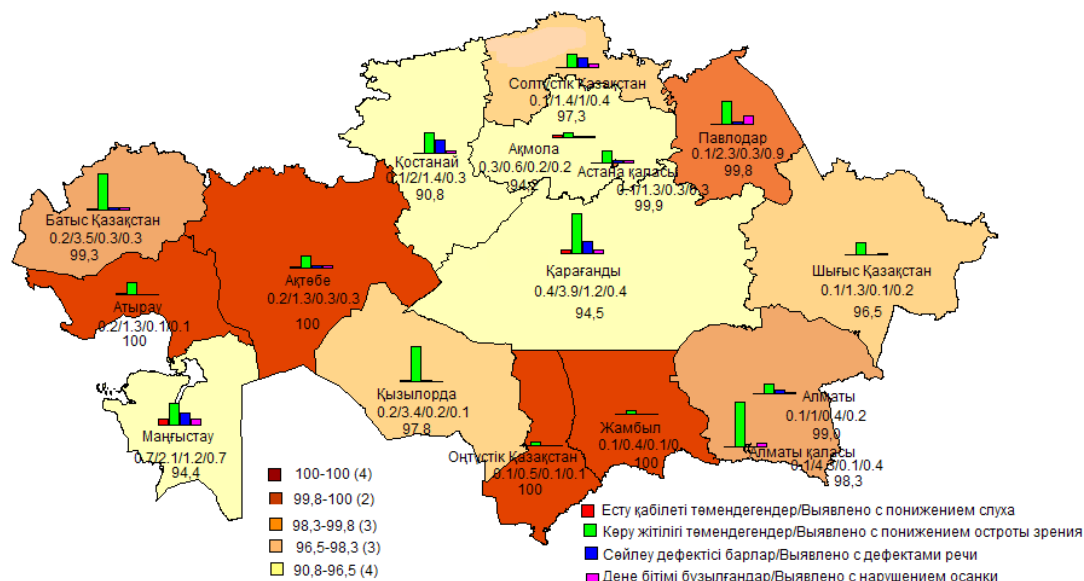 Солтүстік Қазақстан
0.1/1.4/1/0.4
97,3
Қостанай
0.1/2/1.4/0.3
90,8
Ақмола
0.3/0.6/0.2/0.2
94,2
Астана қаласы
0.1/1.3/0.3/0.3
99,9
Павлодар
0.1/2.3/0.3/0.9
99,8
Батыс Қазақстан
0.2/3.5/0.3/0.3
99,3
Ақтөбе
0.2/1.3/0.3/0.3
100
Атырау
0.2/1.3/0.1/0.1
100
Қарағанды
0.4/3.9/1.2/0.4
94,5
Шығыс Қазақстан
0.1/1.3/0.1/0.2
96,5
Қызылорда
0.2/3.4/0.2/0.1
97,8
Маңғыстау
0.7/2.1/1.2/0.7
94,4
Оңтүстік Қазақстан
0.1/0.5/0.1/0.1
100
Жамбыл
0.1/0.4/0.1/0,
100
Алматы
0.1/1/0.4/0.2
99,0
Алматы қаласы
0.1/4.3/0.1/0.4
98,3
100-100 (4)
99,8-100 (2)
98,3-99,8 (3)
96,5-98,3 (3)
90,8-96,5 (4)
Есту қабілеті төмендегендер/Выявлено с понижением слуха
Көру жітілігі төмендегендер/Выявлено с понижением остроты зрения
Сөйлеу дефектісі барлар/Выявлено с дефектами речи
Дене бітімі бұзылғандар/Выявлено с нарушением осанки